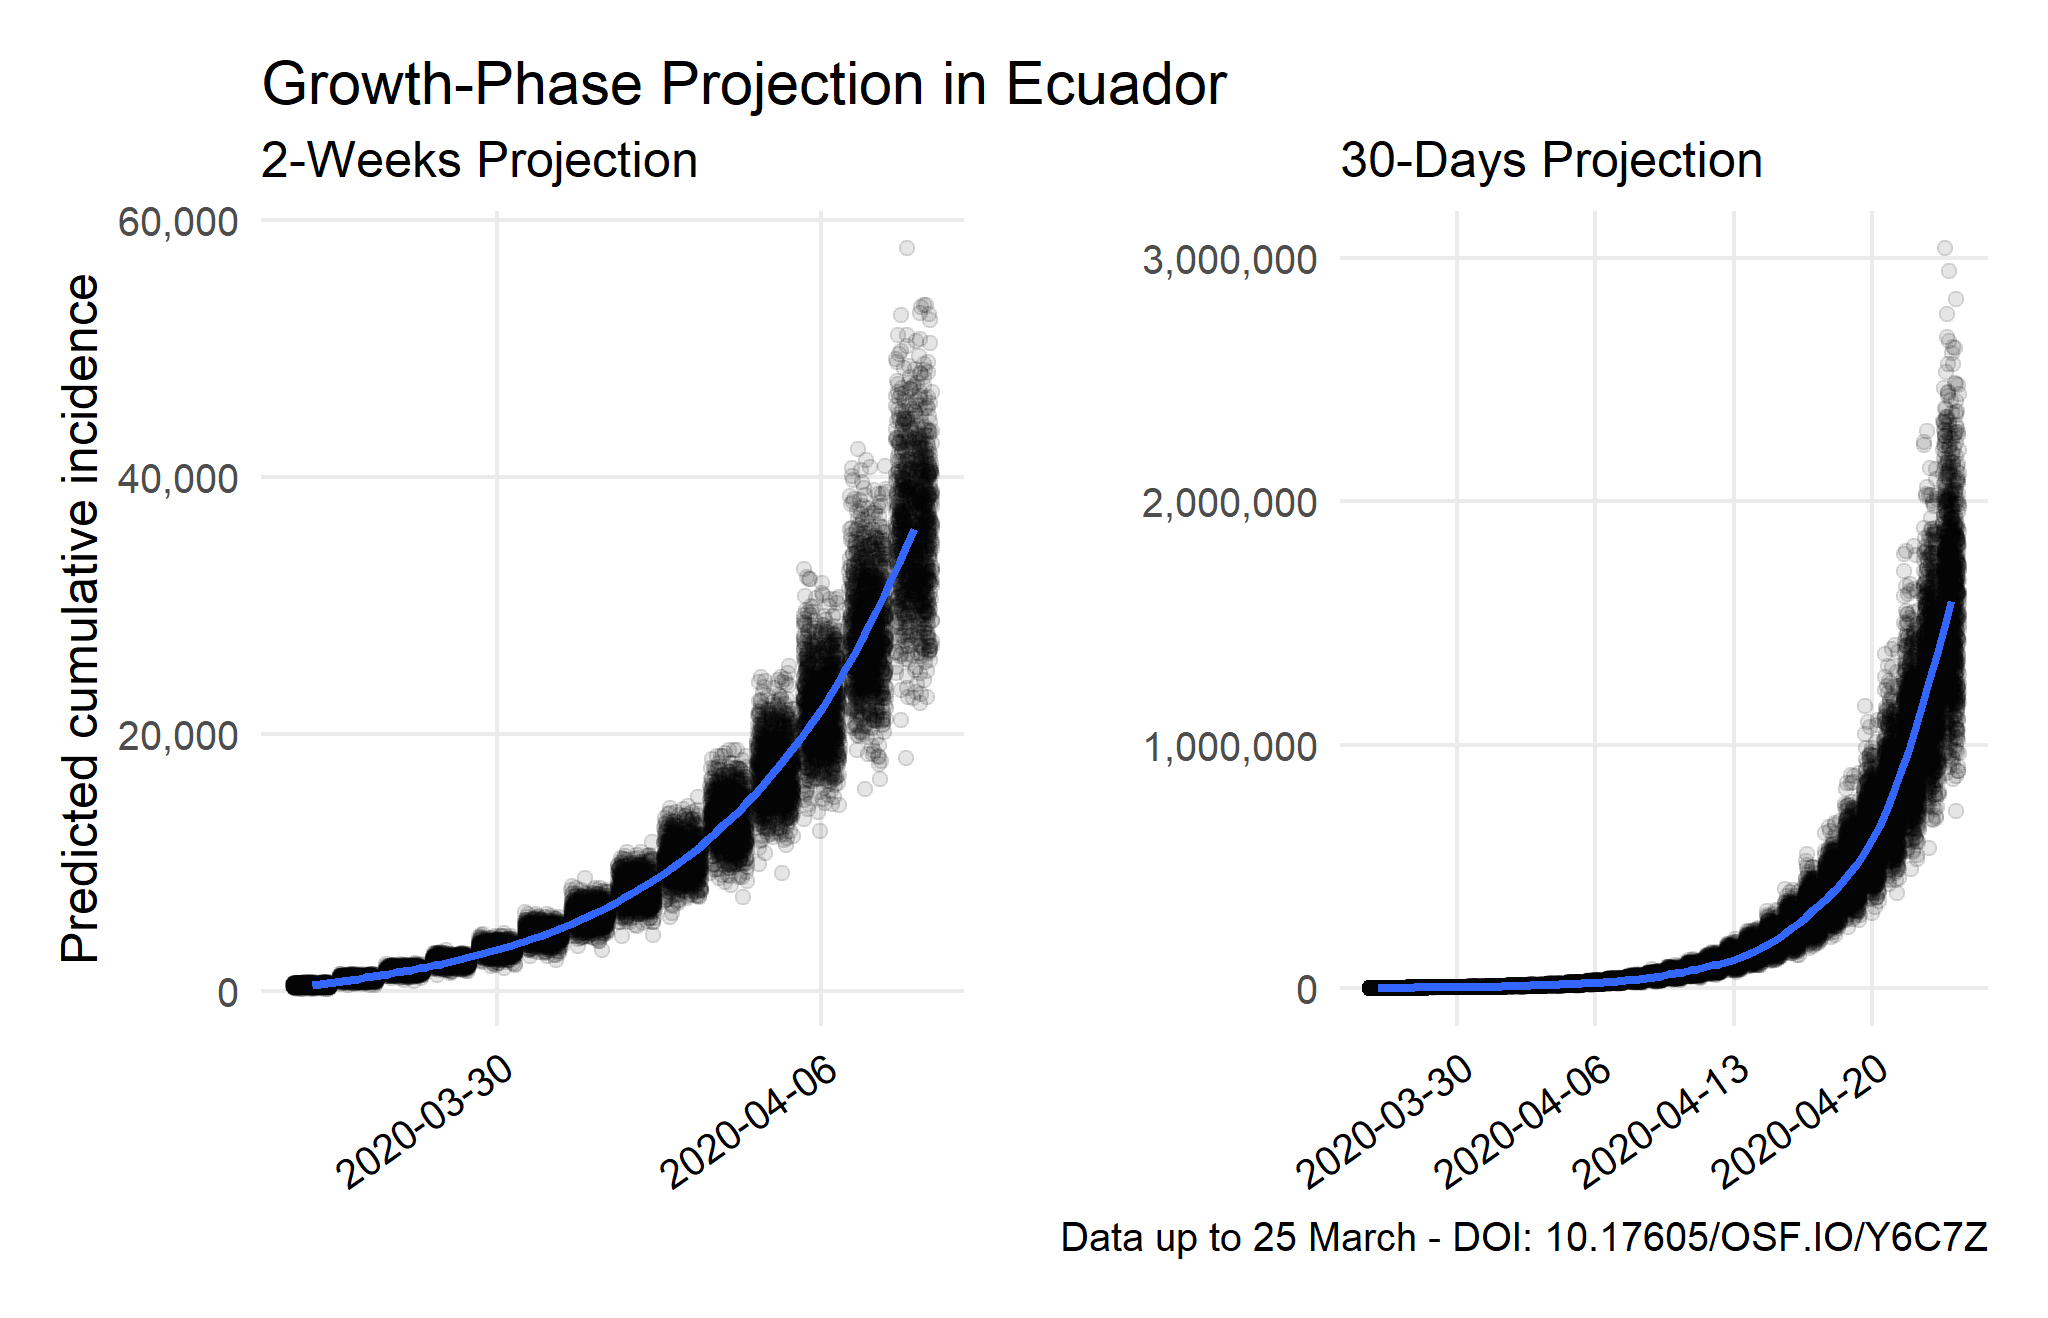 Growth-Phase Projection in Ecuador
2-Weeks Projection
Predicted cumulative incidence
60,000
40,000
20,000
0
2020-03-30
2020-04-06
30-Days Projection
3,000,000
2,000,000
1,000,000
0
2020-03-30
2020-04-06
2020-04-13
2020-04-20
Data up to 25 March - DOI: 10.17605/OSF.IO/Y6C7Z